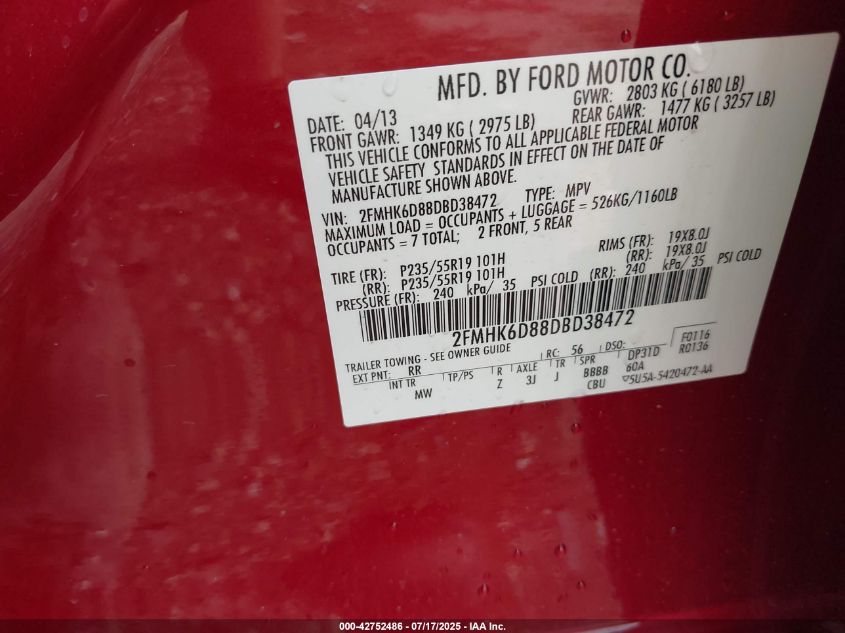 MFD. BY FORD MOTOR CO.
DATE: 04/13 GVWR: 2803 KG ( 6180 LB)
FRONT GAWR: 1349 KG ( 2975 LB) REAR GAWR: 1477 KG ( 3257 LB)
THIS VEHICLE CONFORMS TO ALL APPLICABLE FEDERAL MOTOR
VEHICLE SAFETY STANDARDS IN EFFECT ON THE DATE OF
MANUFACTURE SHOWN ABOVE.
VIN: 2FMHK6D88DBD38472 TYPE: MPV
MAXIMUM LOAD = OCCUPANTS + LUGGAGE = 526KG/1160LB
OCCUPANTS = 7 TOTAL; 2 FRONT, 5 REAR
TIRE (FR): P235/55R19 101H RIMS (FR): 19X8.0J
(RR): P235/55R19 101H (RR): 19X8.0J
PRESSURE (FR): 240 kPa/ 35 PSI COLD (RR): 240 kPa/ 35 PSI COLD
2FMHK6D88DBD38472
TRAILER TOWING - SEE OWNER GUIDE
EXT PNT: RR RC: 56 DSO: F0116
INT TR TP/PS R AXLE TR SPR DP31D R0136
MW Z 3J J BBBB 60A
CBU 5U5A-5420472-AA
000-42752486 - 07/17/2025 - IAA Inc.